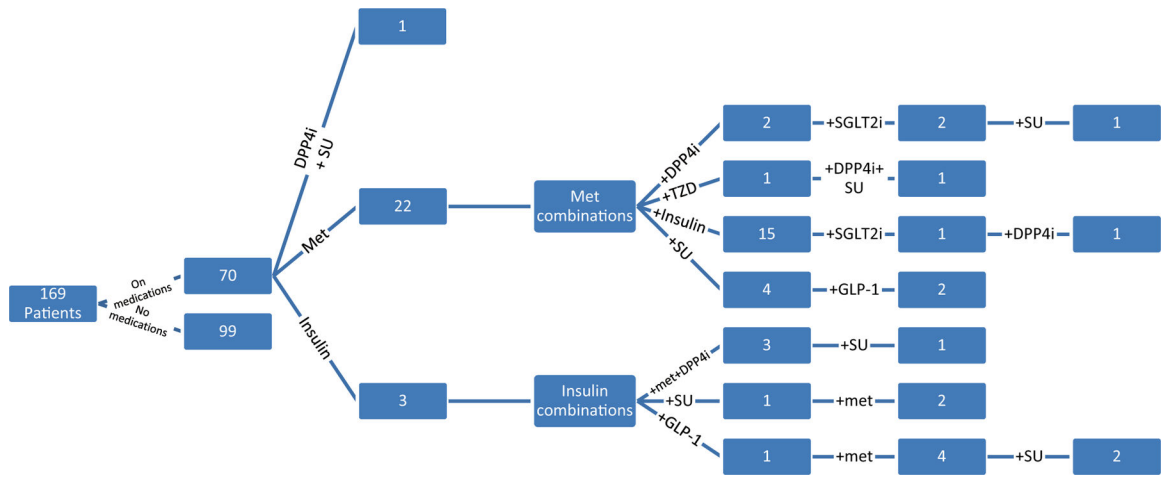 169
Patients
On
medications
No
medications
70
99
DPP4i
+ SU
Met
Insulin
1
22
3
Met
combinations
Insulin
combinations
+DPP4i
+TZD
+Insulin
+SU
2
+SGLT2i
2
+SU
1
1
+DPP4i+
SU
1
15
+SGLT2i
1
+DPP4i
1
4
+GLP-1
2
+met+DPP4i
+SU
+GLP-1
3
+SU
1
1
+met
2
1
+met
4
+SU
2